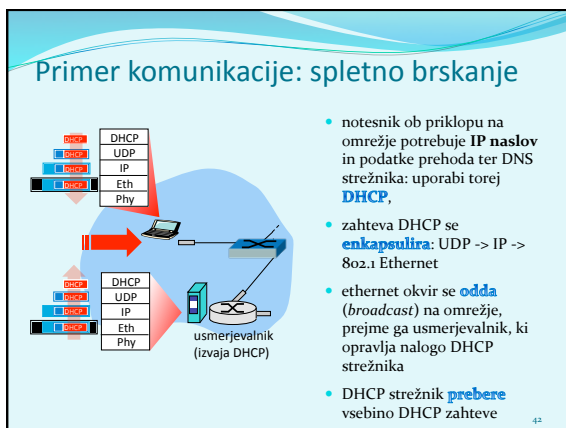 Primer komunikacije: spletno brskanje
DHCP
DHCP
DHCP
DHCP
DHCP
UDP
IP
Eth
Phy
DHCP
DHCP
DHCP
DHCP
DHCP
UDP
IP
Eth
Phy
usmerjevalnik
(izvaja DHCP)
• notesnik ob priklopu na
omrežje potrebuje IP naslov
in podatke prehoda ter DNS
strežnika: uporabi torej
DHCP,
• zahteva DHCP se
enkapsulira: UDP -> IP ->
802.1 Ethernet
• ethernet okvir se odda
(broadcast) na omrežje,
prejme ga usmerjevalnik, ki
opravlja nalogo DHCP
strežnika
• DHCP strežnik prebere
vsebino DHCP zahteve
42